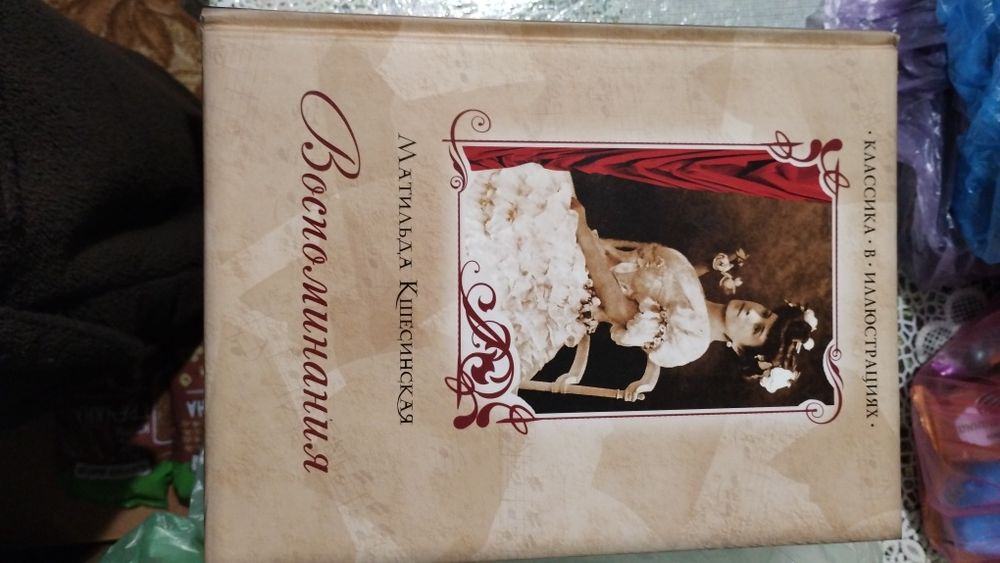 • КЛАССИКА • В • ИЛЛЮСТРАЦИЯХ •
МАТИЛЬДА КШЕСИНСКАЯ
Воспоминания